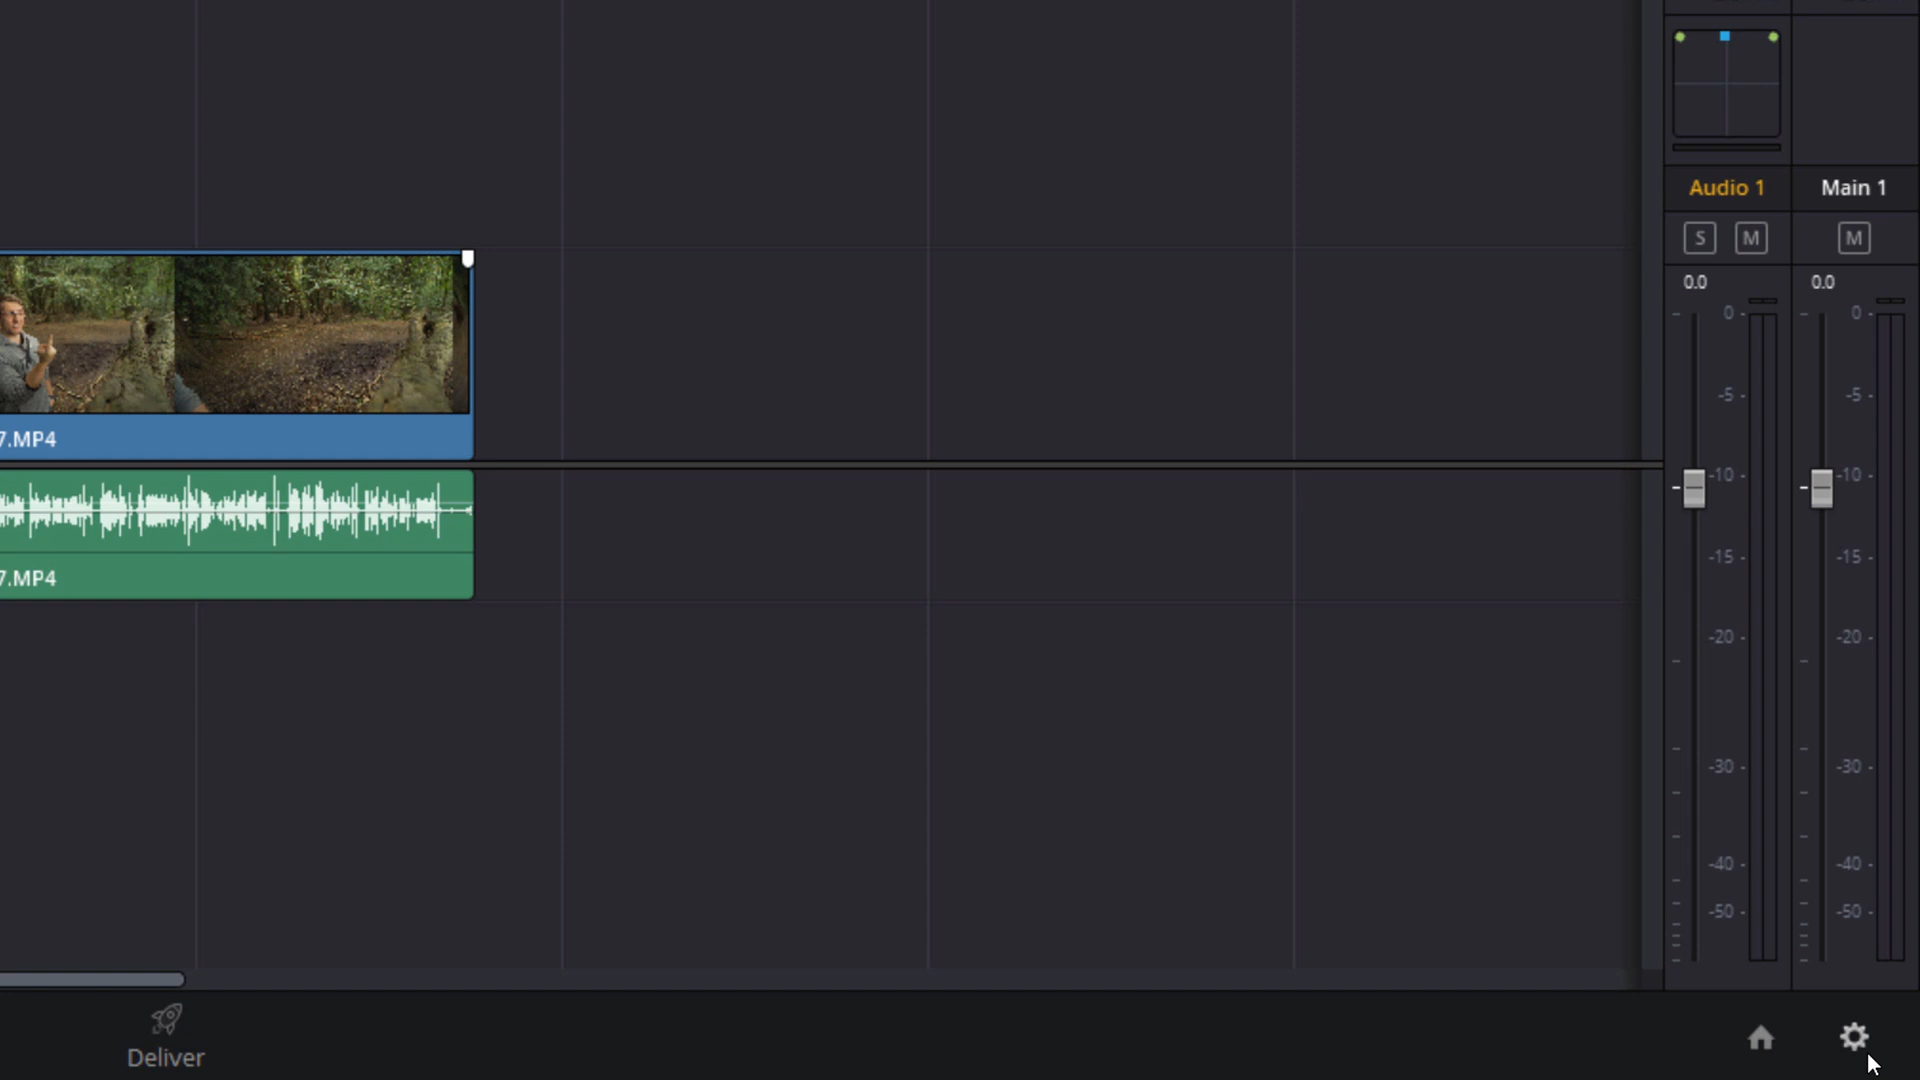 Audio 1 Main 1
S M M
0.0 0.0
0 - 0 -
-5 - -5 -
7.MP4
-10 - -10 -
-15 - -15 -
7.MP4
-20 - -20 -
-30 - -30 -
-40 - -40 -
-50 - -50 -
Deliver